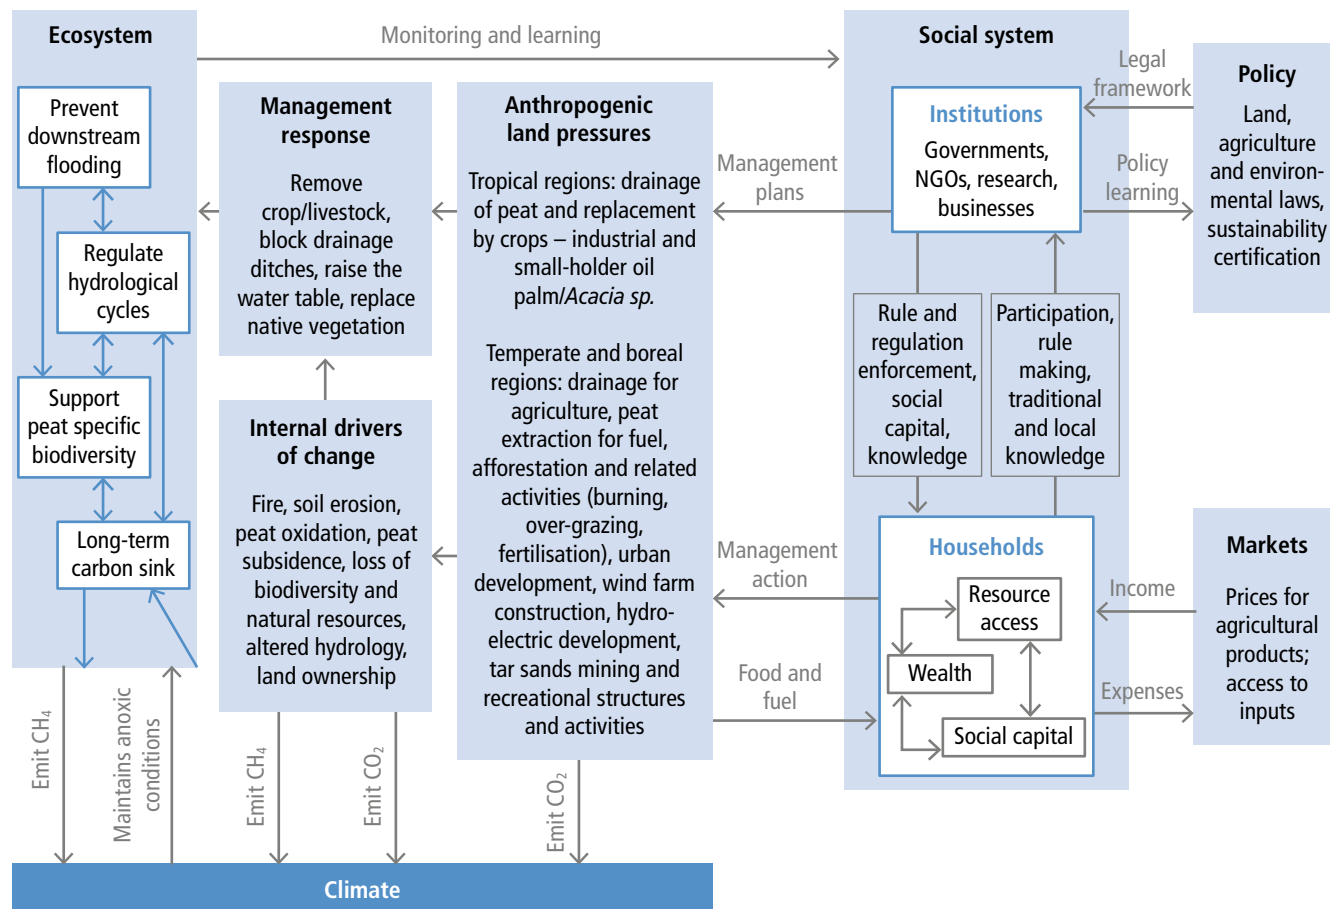 Ecosystem
Prevent
downstream
flooding
Regulate
hydrological
cycles
Support
peat specific
biodiversity
Long-term
carbon sink
Monitoring and learning
Management
response
Remove
crop/livestock,
block drainage
ditches, raise the
water table, replace
native vegetation
Internal drivers
of change
Fire, soil erosion,
peat oxidation, peat
subsidence, loss of
biodiversity and
natural resources,
altered hydrology,
land ownership
Anthropogenic
land pressures
Tropical regions: drainage
of peat and replacement
by crops – industrial and
small-holder oil
palm/Acacia sp.
Temperate and boreal
regions: drainage for
agriculture, peat
extraction for fuel,
afforestation and related
activities (burning,
over-grazing,
fertilisation), urban
development, wind farm
construction, hydro-
electric development,
tar sands mining and
recreational structures
and activities
Management
plans
Management
action
Food and
fuel
Social system
Institutions
Governments,
NGOs, research,
businesses
Rule and
regulation
enforcement,
social
capital,
knowledge
Participation,
rule
making,
traditional
and local
knowledge
Households
Resource
access
Wealth
Social capital
Legal
framework
Policy
learning
Income
Expenses
Policy
Land,
agriculture
and environ-
mental laws,
sustainability
certification
Markets
Prices for
agricultural
products;
access to
inputs
Emit CH₄
Maintains anoxic
conditions
Emit CH₄
Emit CO₂
Emit CO₂
Climate